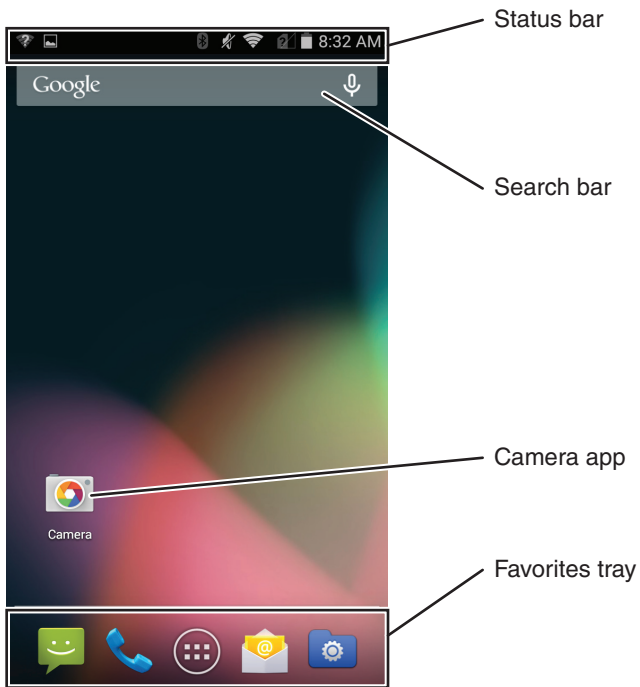 Status bar
8:32 AM
Google
Search bar
Camera app
Camera
Favorites tray
@